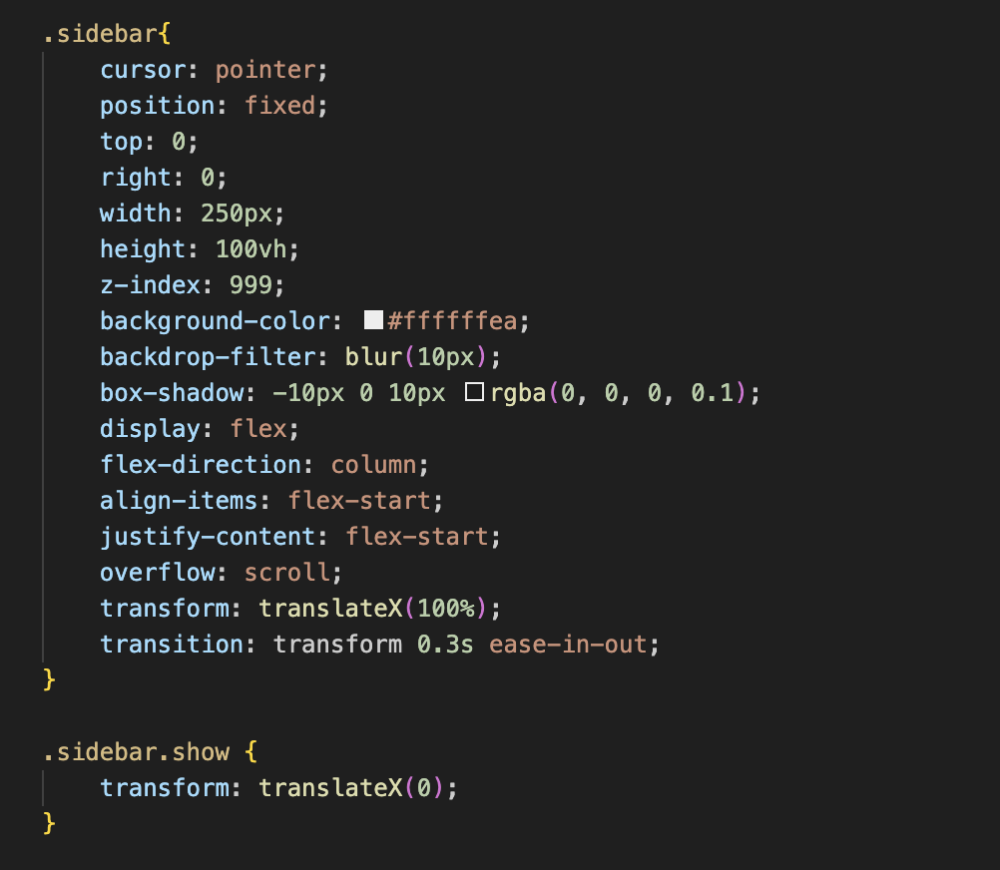 .sidebar{
    cursor: pointer;
    position: fixed;
    top: 0;
    right: 0;
    width: 250px;
    height: 100vh;
    z-index: 999;
    background-color: #ffffffea;
    backdrop-filter: blur(10px);
    box-shadow: -10px 0 10px rgba(0, 0, 0, 0.1);
    display: flex;
    flex-direction: column;
    align-items: flex-start;
    justify-content: flex-start;
    overflow: scroll;
    transform: translateX(100%);
    transition: transform 0.3s ease-in-out;
}

.sidebar.show {
    transform: translateX(0);
}